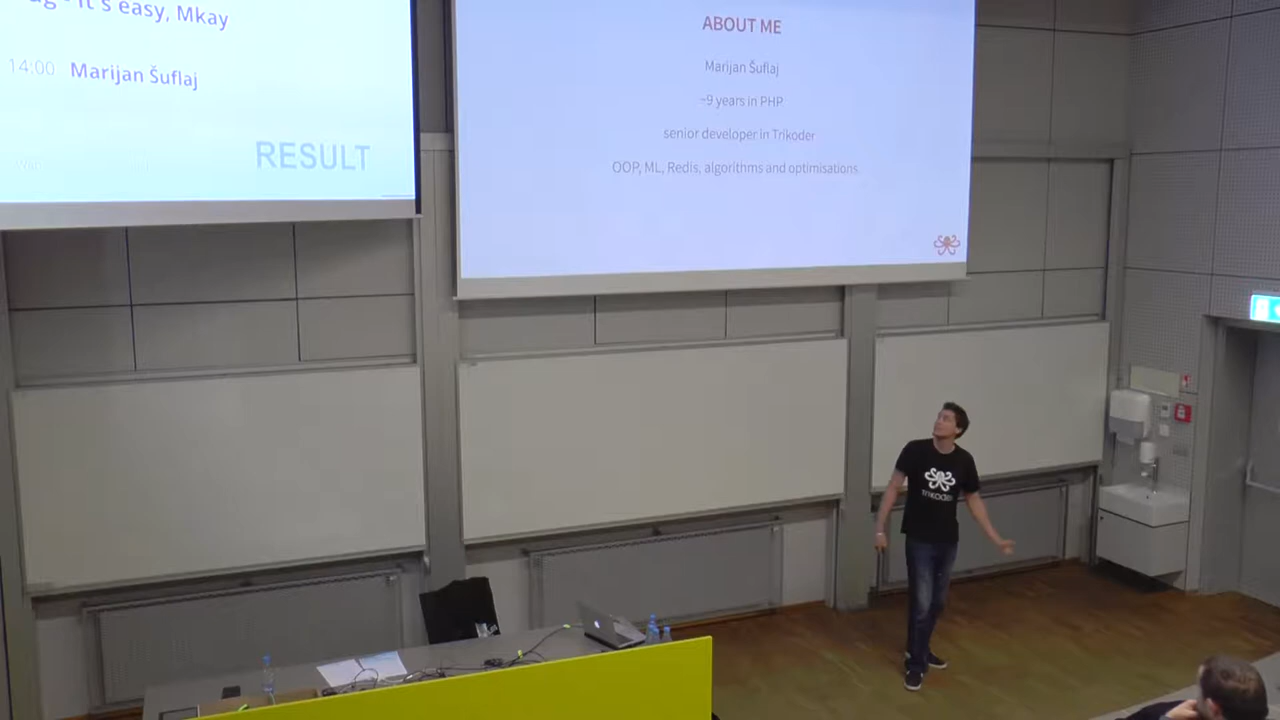 it's easy, Mkay
14:00 Marijan Šuflaj
RESULT
ABOUT ME
Marijan Šuflaj
~9 years in PHP
senior developer in Trikoder
OOP, ML, Redis, algorithms and optimisations
trikoder